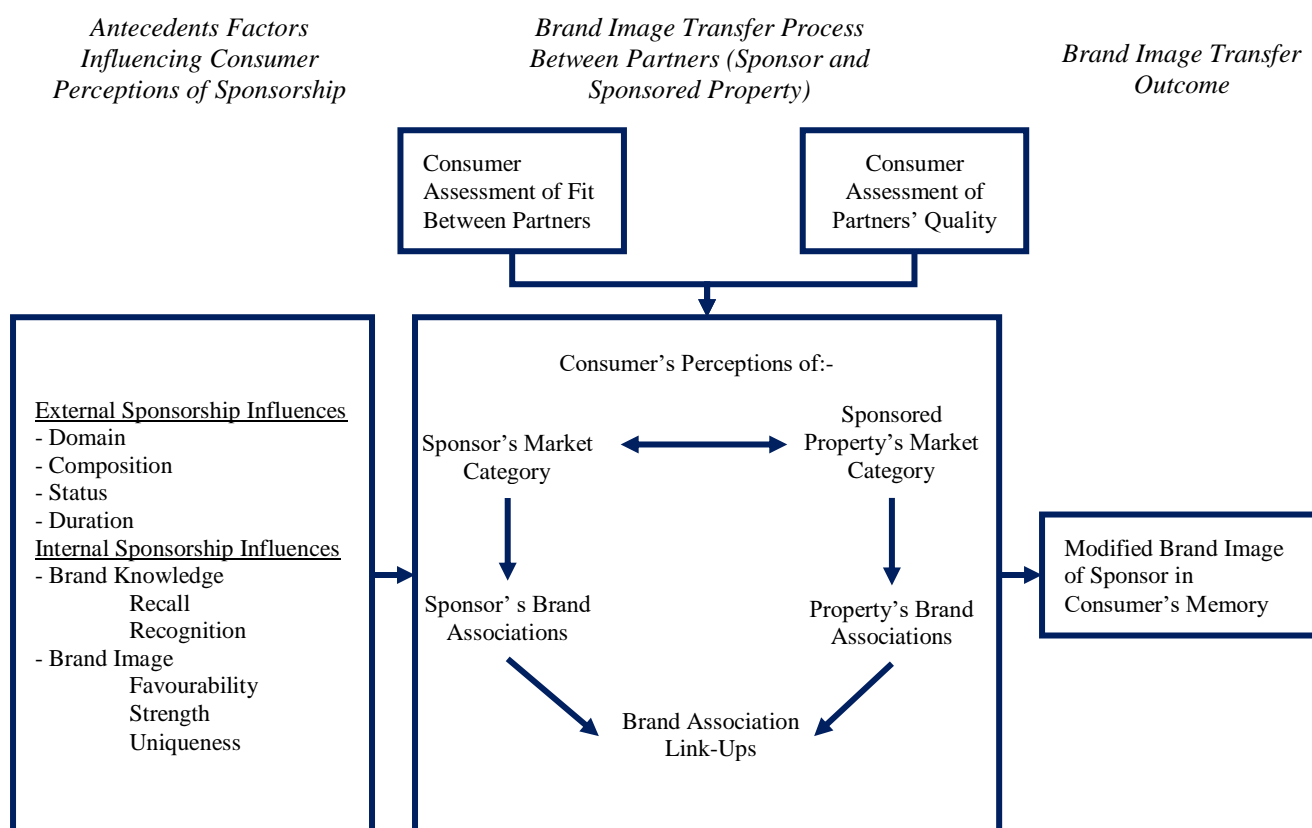 Antecedents Factors
Influencing Consumer
Perceptions of Sponsorship
Brand Image Transfer Process
Between Partners (Sponsor and
Sponsored Property)
Brand Image Transfer
Outcome
Consumer
Assessment of Fit
Between Partners
Consumer
Assessment of
Partners’ Quality
External Sponsorship Influences
- Domain
- Composition
- Status
- Duration
Internal Sponsorship Influences
- Brand Knowledge
Recall
Recognition
- Brand Image
Favourability
Strength
Uniqueness
Consumer’s Perceptions of:-
Sponsor’s Market
Category
Sponsored
Property’s Market
Category
Sponsor’ s Brand
Associations
Property’s Brand
Associations
Brand Association
Link-Ups
Modified Brand Image
of Sponsor in
Consumer’s Memory